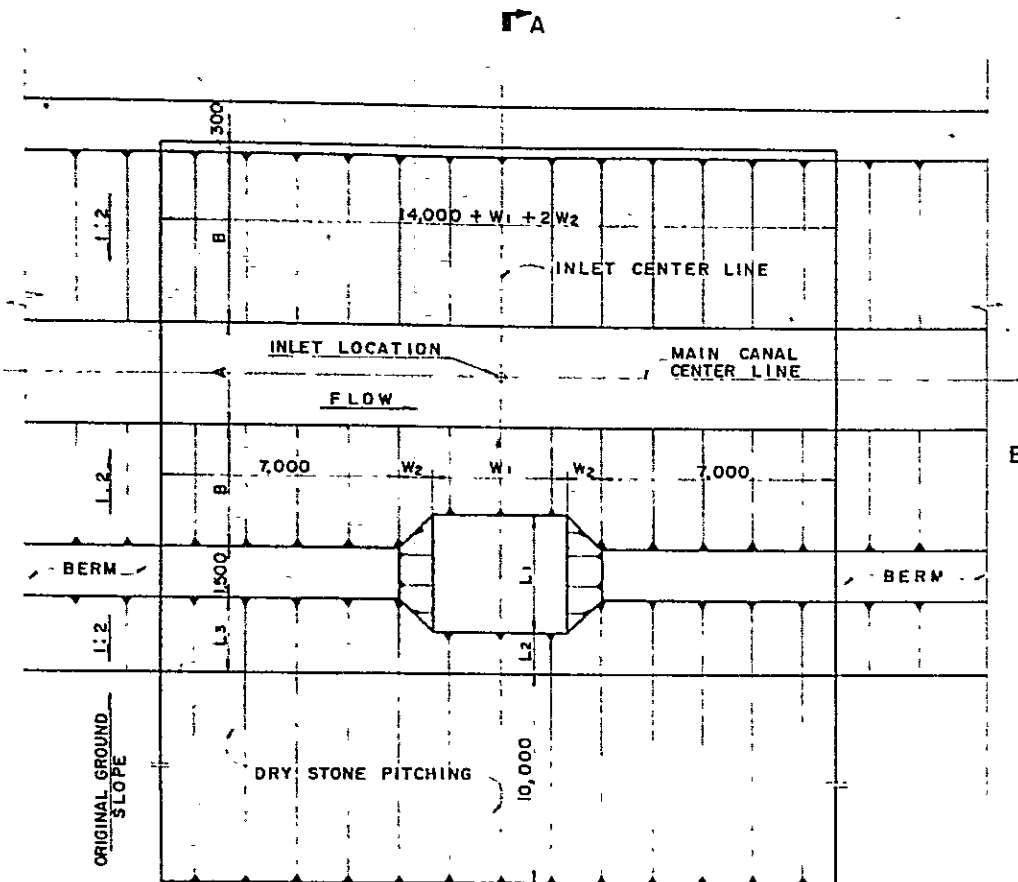 A
300
1:2
14,000 + W1 + 2W2
B
INLET CENTER LINE
INLET LOCATION
MAIN CANAL
CENTER LINE
A
FLOW
7,000
W2
W1
W2
7,000
1:2
B
BERM
1,500
L1
BERM
1:2
L3
L2
ORIGINAL GROUND
SLOPE
DRY STONE PITCHING
10,000